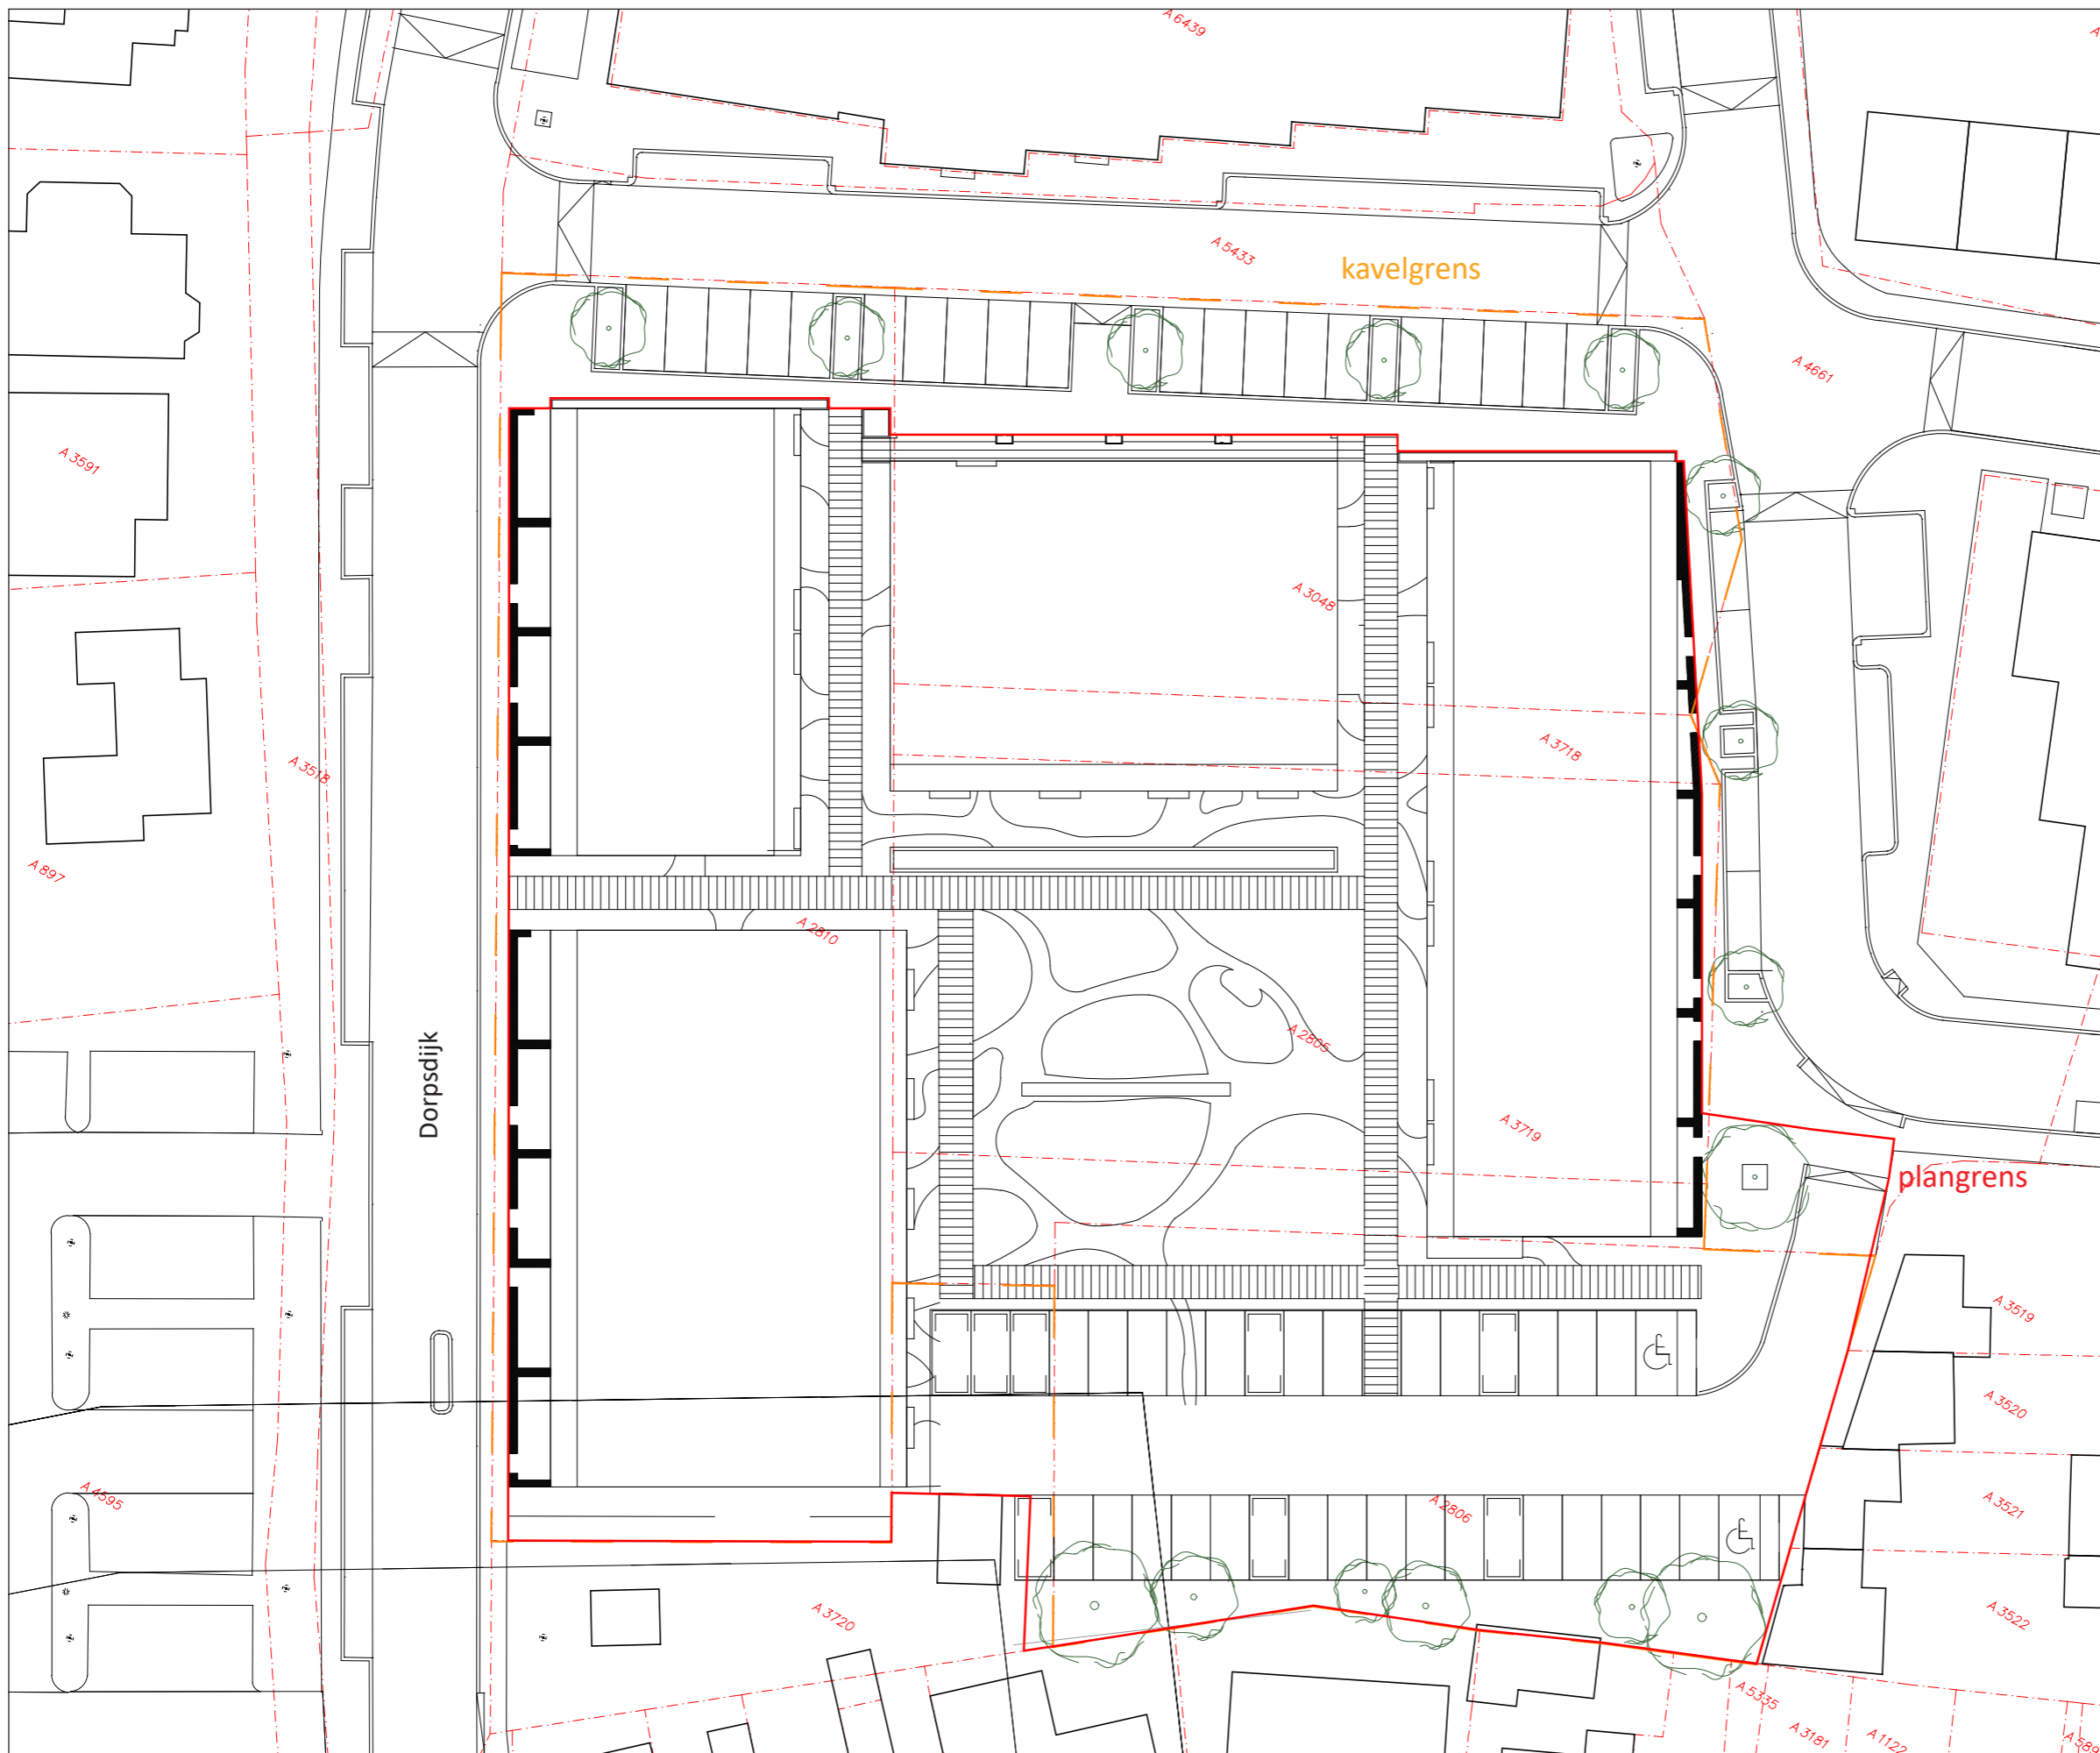 A 6439
A 5433
kavelgrens
A 4661
A 3591
A 3048
A 3718
A 3518
A 897
A 2810
Dorpsdijk
A 2805
A 3719
plangrens
A 3519
A 3520
A 4595
A 2806
A 3521
A 3720
A 3522
A 5335
A 3181
A 1122